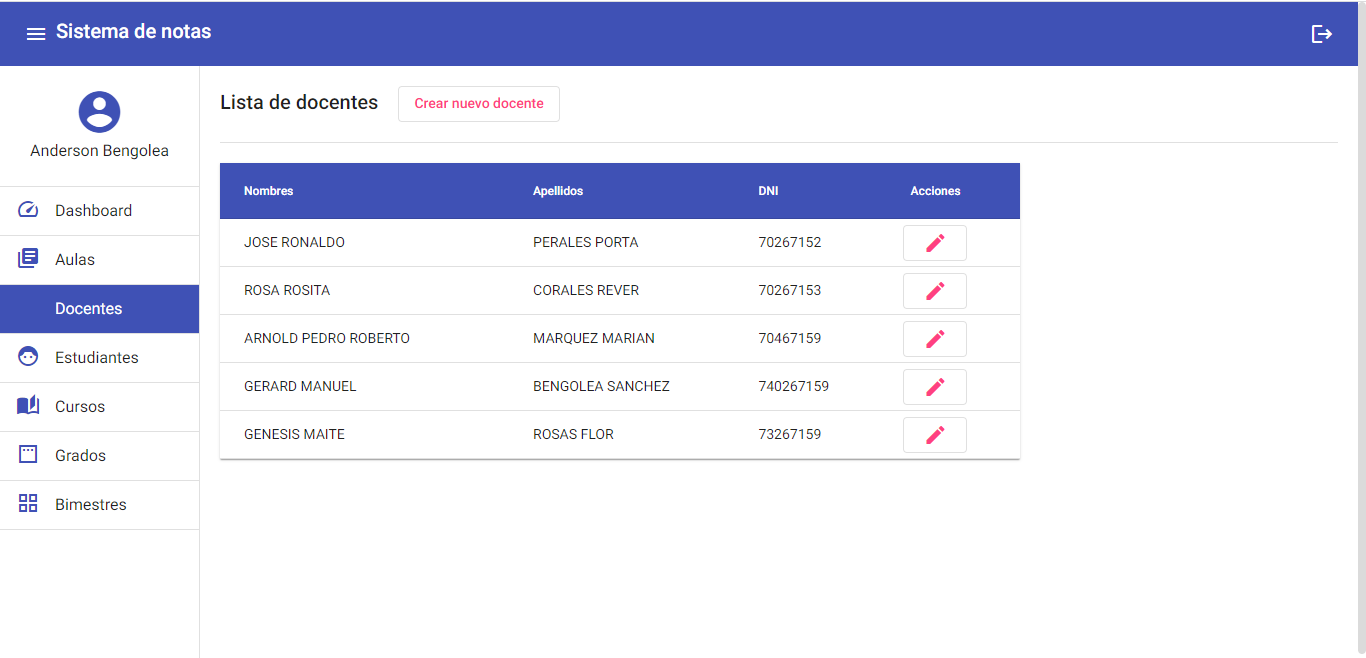 Sistema de notas
Anderson Bengolea
Dashboard
Aulas
Docentes
Estudiantes
Cursos
Grados
Bimestres
Lista de docentes Crear nuevo docente
Nombres Apellidos DNI Acciones
JOSE RONALDO PERALES PORTA 70267152
ROSA ROSITA CORALES REVER 70267153
ARNOLD PEDRO ROBERTO MARQUEZ MARIAN 70467159
GERARD MANUEL BENGOLEA SANCHEZ 740267159
GENESIS MAITE ROSAS FLOR 73267159